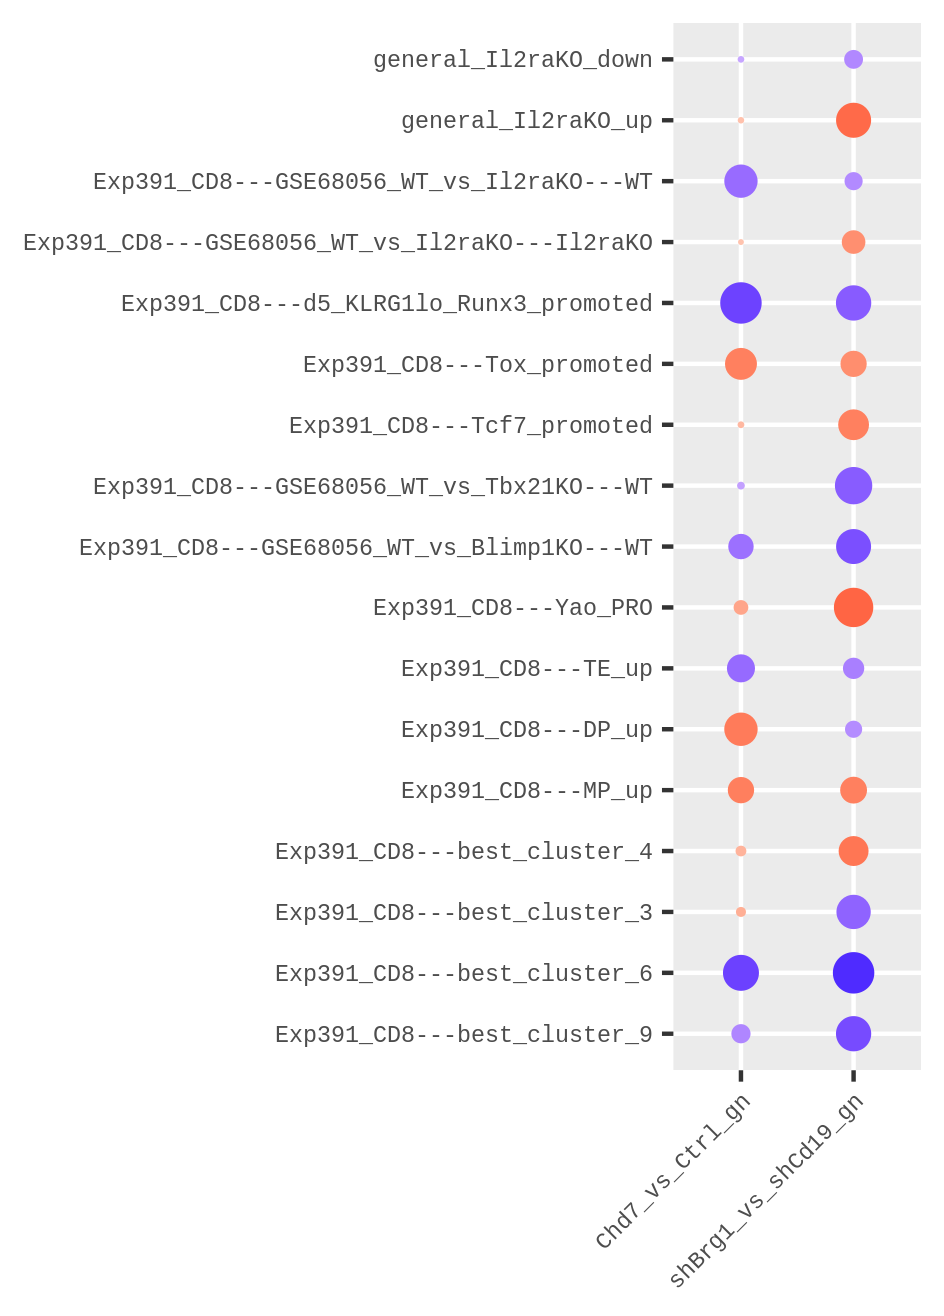 general_Il2raKO_down
general_Il2raKO_up
Exp391_CD8---GSE68056_WT_vs_Il2raKO---WT
Exp391_CD8---GSE68056_WT_vs_Il2raKO---Il2raKO
Exp391_CD8---d5_KLRG1lo_Runx3_promoted
Exp391_CD8---Tox_promoted
Exp391_CD8---Tcf7_promoted
Exp391_CD8---GSE68056_WT_vs_Tbx21KO---WT
Exp391_CD8---GSE68056_WT_vs_Blimp1KO---WT
Exp391_CD8---Yao_PRO
Exp391_CD8---TE_up
Exp391_CD8---DP_up
Exp391_CD8---MP_up
Exp391_CD8---best_cluster_4
Exp391_CD8---best_cluster_3
Exp391_CD8---best_cluster_6
Exp391_CD8---best_cluster_9
Chd7_vs_Ctrl_gn
shBrg1_vs_shCd19_gn